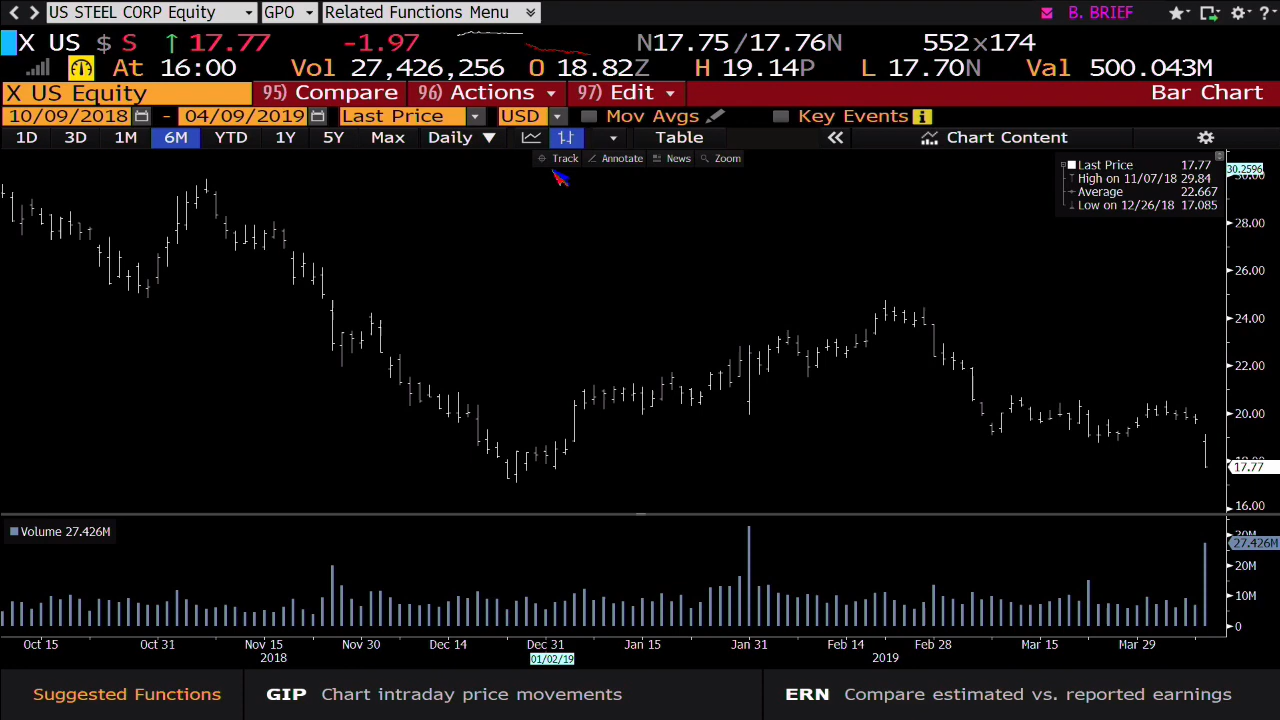 US STEEL CORP Equity GPO Related Functions Menu B. BRIEF ?
X US $ S ↑ 17.77 -1.97 N17.75/17.76N 552x174
At 16:00 Vol 27,426,256 O 18.82Z H 19.14P L 17.70N Val 500.043M
X US Equity 95) Compare 96) Actions 97) Edit Bar Chart
10/09/2018 - 04/09/2019 Last Price USD Mov Avgs Key Events i
1D 3D 1M 6M YTD 1Y 5Y Max Daily ▼ Table « Chart Content
Track Annotate News Zoom
Last Price 17.77
High on 11/07/18 29.84
Average 22.667
Low on 12/26/18 17.085
30.2596
30.00
28.00
26.00
24.00
22.00
20.00
18.00
17.77
16.00
Volume 27.426M
20M
27.426M
20M
10M
0
Oct 15 Oct 31 Nov 15 Nov 30 Dec 14 Dec 31 Jan 15 Jan 31 Feb 14 Feb 28 Mar 15 Mar 29
2018 01/02/19 2019
Suggested Functions GIP Chart intraday price movements ERN Compare estimated vs. reported earnings